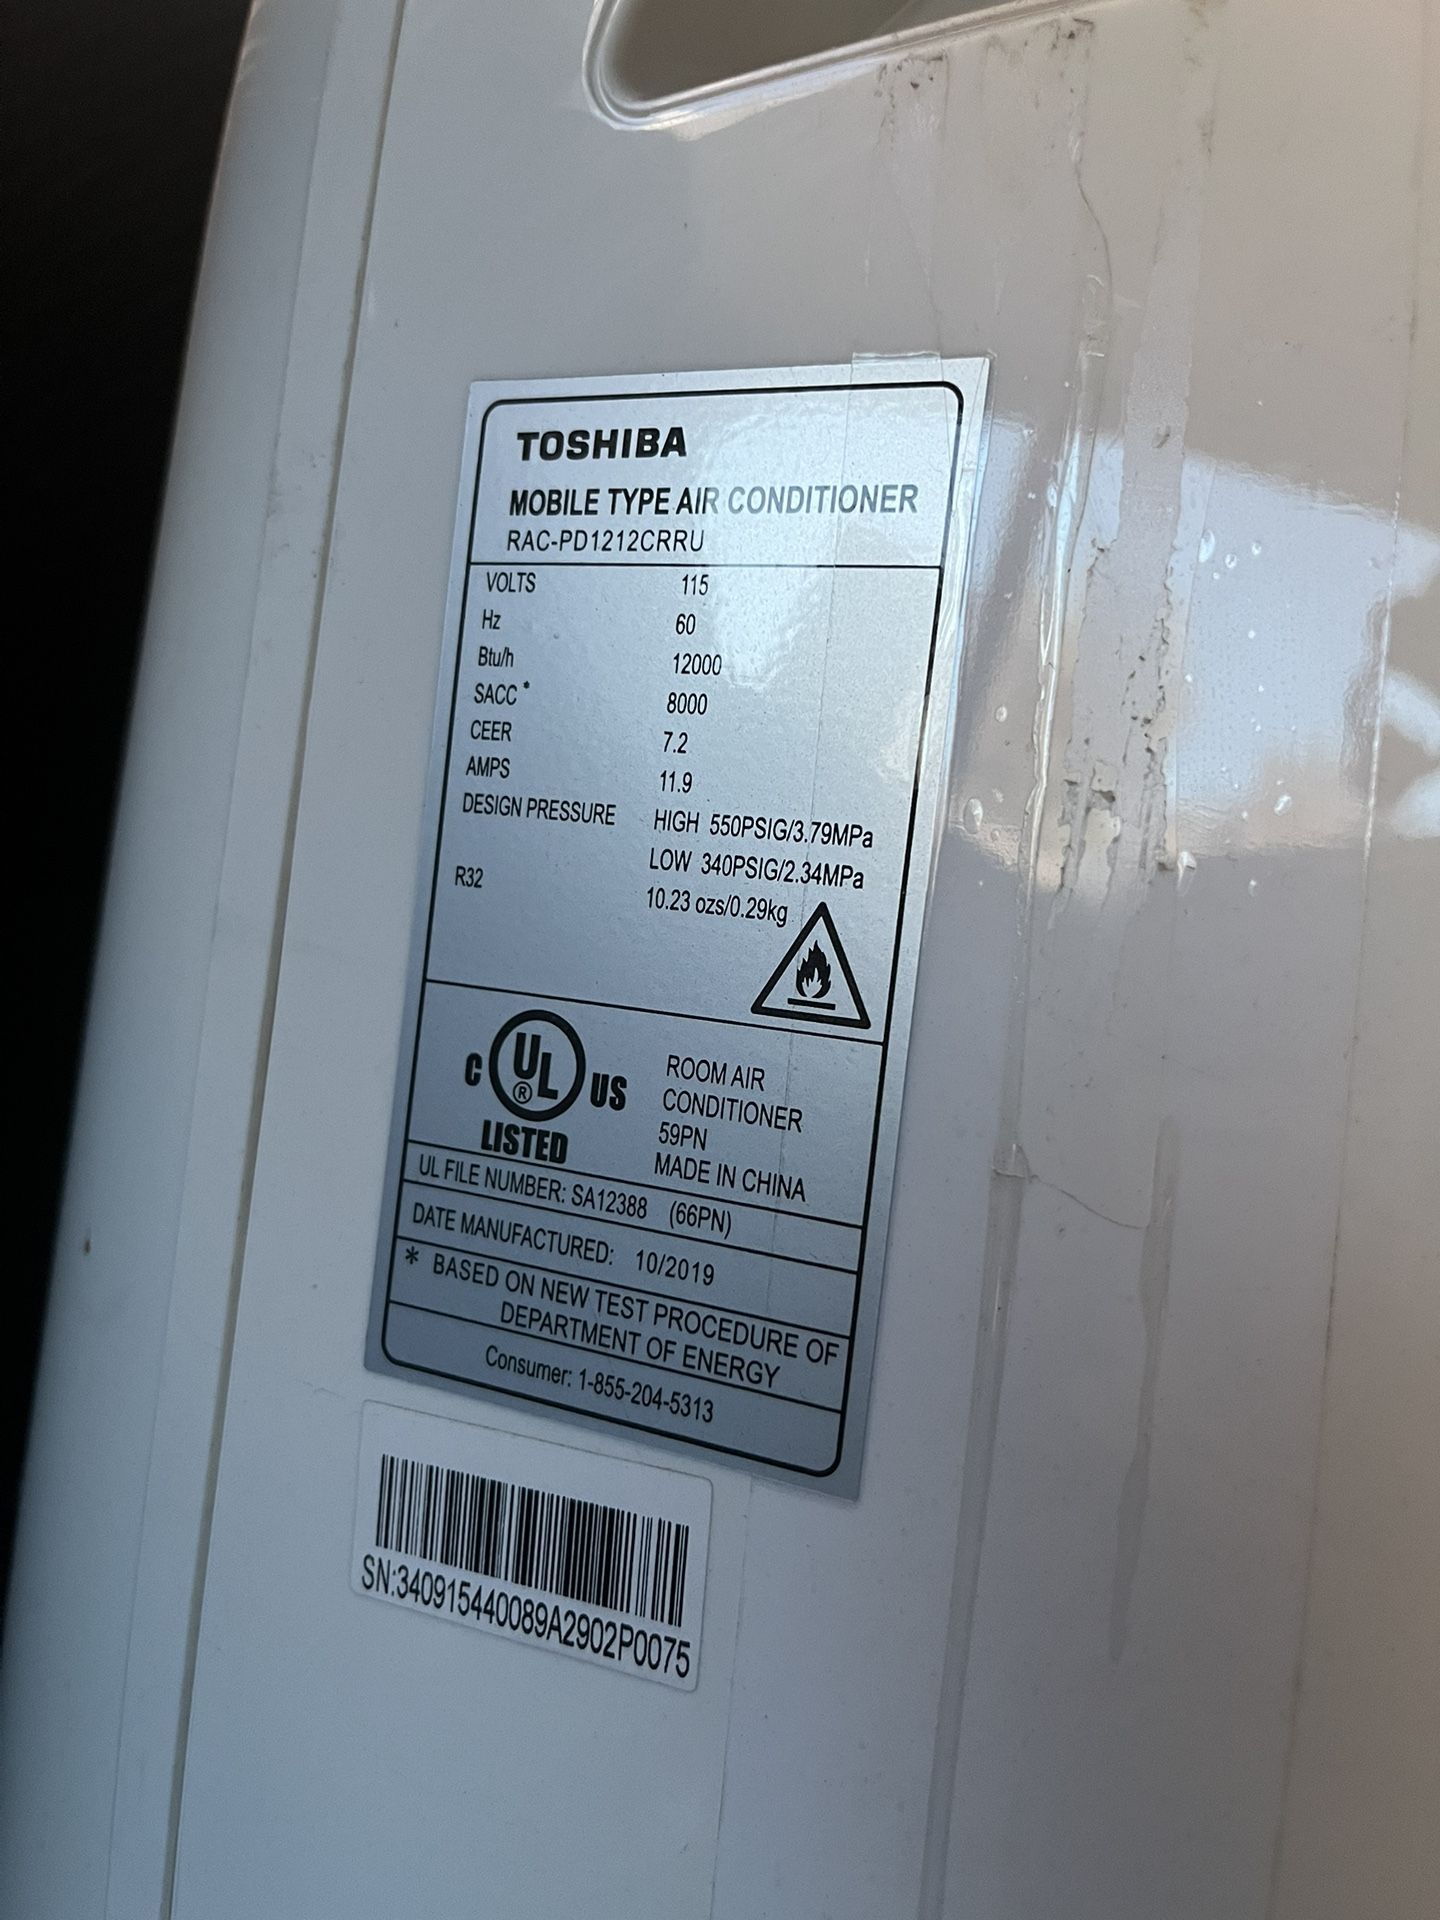 TOSHIBA
MOBILE TYPE AIR CONDITIONER
RAC-PD1212CRRU
VOLTS 115
Hz 60
Btu/h 12000
SACC * 8000
CEER 7.2
AMPS 11.9
DESIGN PRESSURE HIGH 550PSIG/3.79MPa
LOW 340PSIG/2.34MPa
R32 10.23 ozs/0.29kg
C UL ® US
LISTED
ROOM AIR
CONDITIONER
59PN
MADE IN CHINA
UL FILE NUMBER: SA12388 (66PN)
DATE MANUFACTURED: 10/2019
* BASED ON NEW TEST PROCEDURE OF
DEPARTMENT OF ENERGY
Consumer: 1-855-204-5313
SN:340915440089A2902P0075